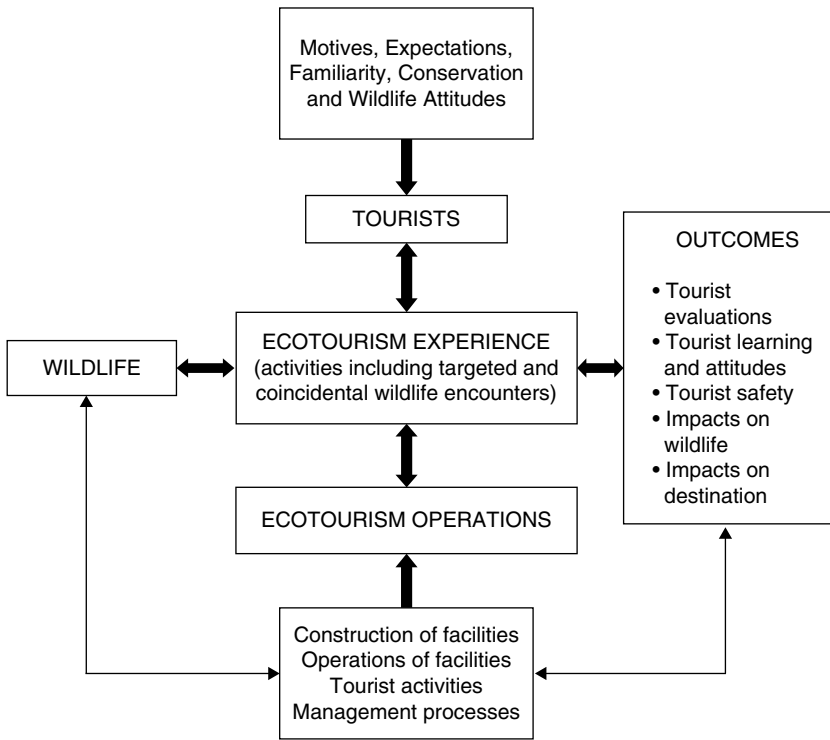 Motives, Expectations,
Familiarity, Conservation
and Wildlife Attitudes
TOURISTS
OUTCOMES
• Tourist
evaluations
• Tourist learning
and attitudes
• Tourist safety
• Impacts on
wildlife
• Impacts on
destination
WILDLIFE
ECOTOURISM EXPERIENCE
(activities including targeted and
coincidental wildlife encounters)
ECOTOURISM OPERATIONS
Construction of facilities
Operations of facilities
Tourist activities
Management processes